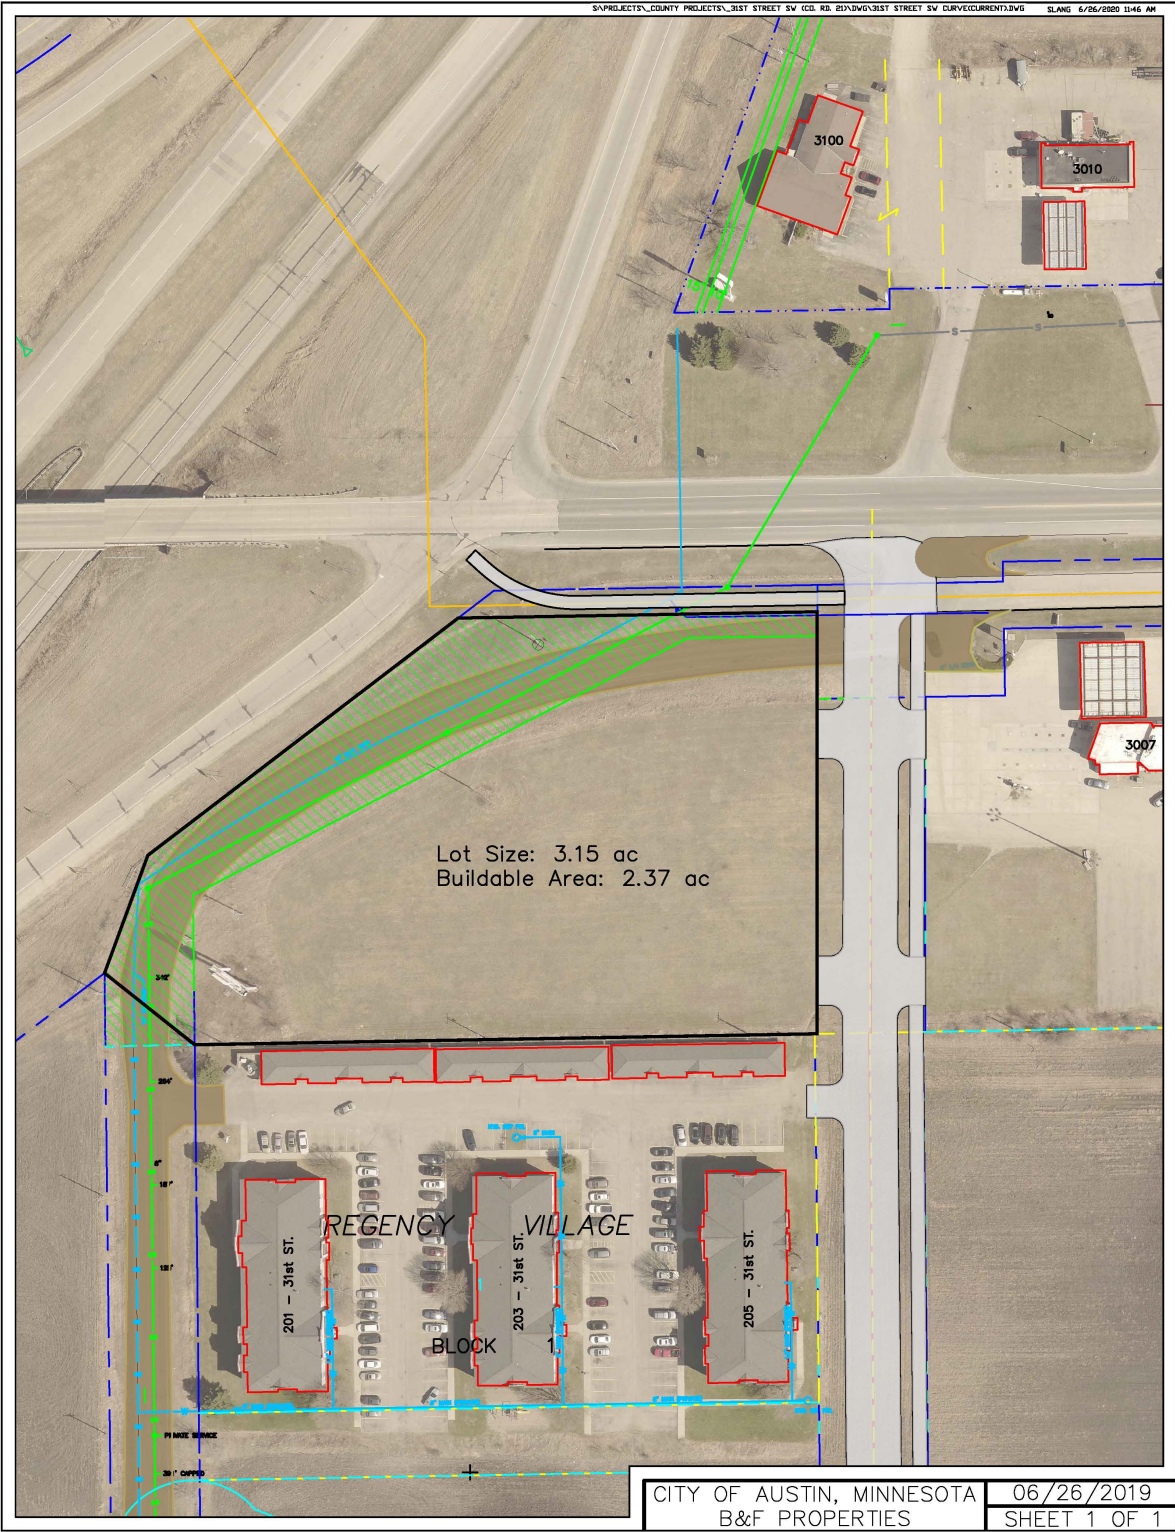 S:\PROJECTS\_COUNTY PROJECTS\_31ST STREET SW (CO. RD. 21)\DWG\31ST STREET SW CURVE(CURRENT).DWG SLANG 6/26/2020 11:46 AM
3100
3010
S S S
3007
Lot Size: 3.15 ac
Buildable Area: 2.37 ac
REGENCY VILLAGE
201 - 31st ST.
203 - 31st ST.
205 - 31st ST.
BLOCK 1
CITY OF AUSTIN, MINNESOTA
B&F PROPERTIES
06/26/2019
SHEET 1 OF 1